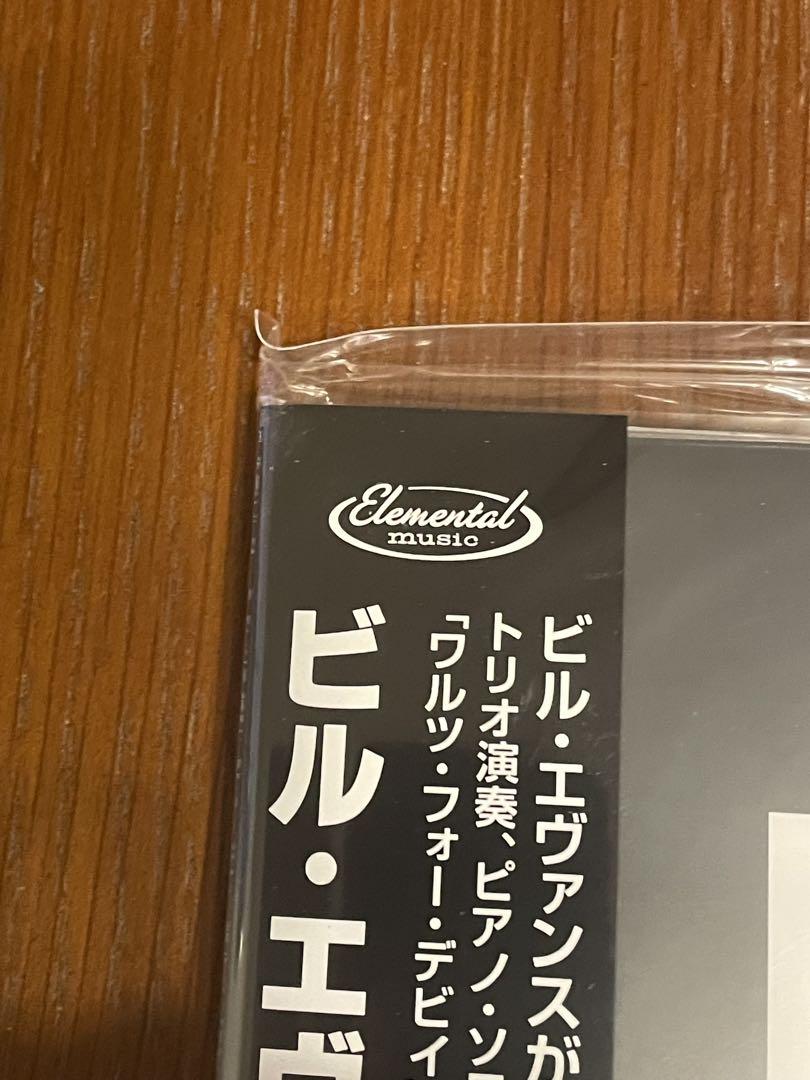 Elemental
music
ビル・エヴァンスが
トリオ演奏、ピアノ・ソ
「ワルツ・フォー・デビイ
ビル・エヴ